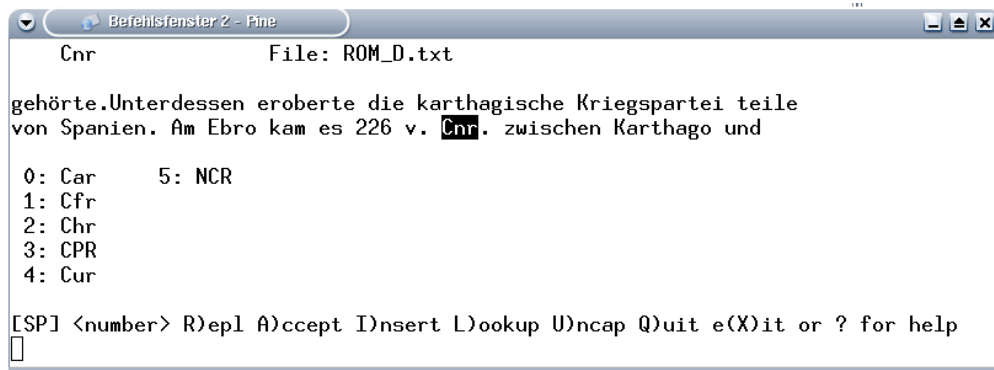 Befehlsfenster 2 - Pine
Cnr File: ROM_D.txt
gehörte.Unterdessen eroberte die karthagische Kriegspartei teile
von Spanien. Am Ebro kam es 226 v. Cnr. zwischen Karthago und
0: Car 5: NCR
1: Cfr
2: Chr
3: CPR
4: Cur
[SP] <number> R)epl A)ccept I)nsert L)ookup U)ncap Q)uit e(X)it or ? for help